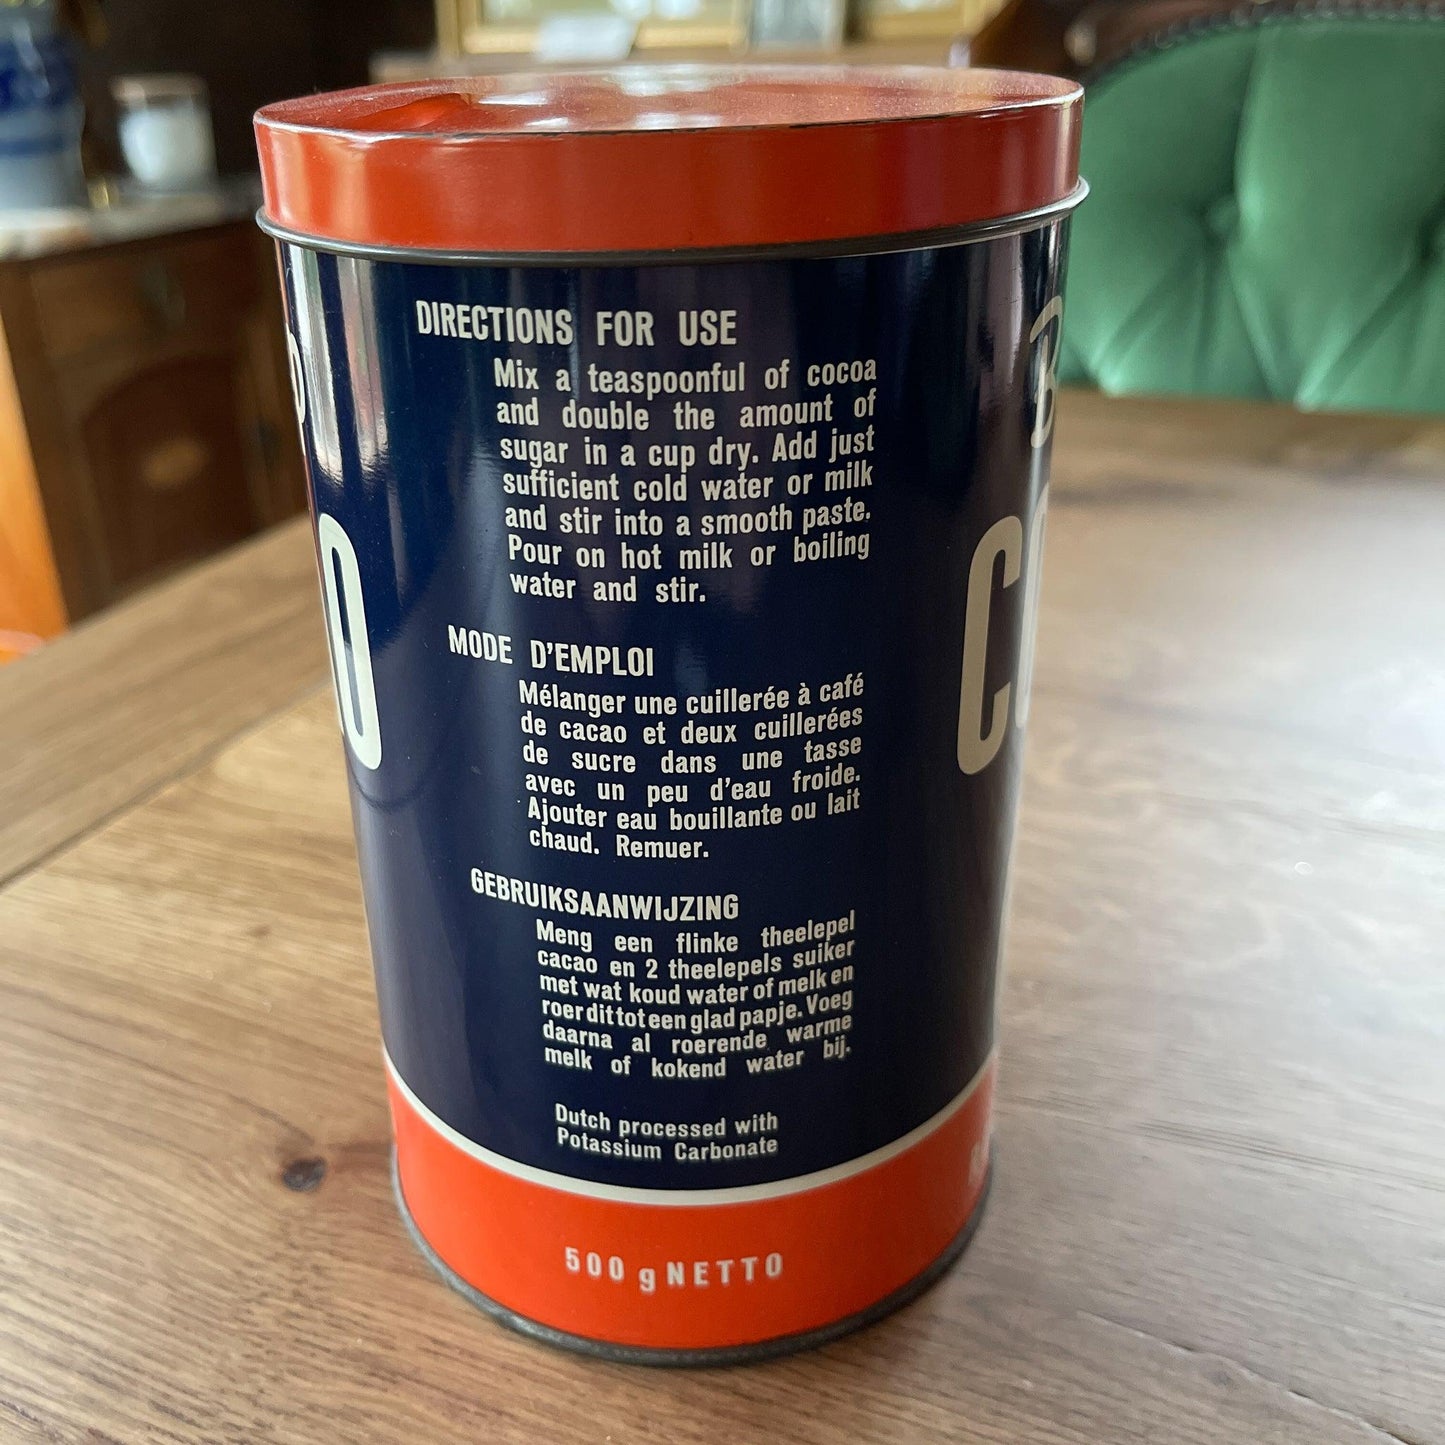 DIRECTIONS FOR USE
Mix a teaspoonful of cocoa
and double the amount of
sugar in a cup dry. Add just
sufficient cold water or milk
and stir into a smooth paste.
Pour on hot milk or boiling
water and stir.
MODE D'EMPLOI
Mélanger une cuillerée à café
de cacao et deux cuillerées
de sucre dans une tasse
avec un peu d'eau froide.
Ajouter eau bouillante ou lait
chaud. Remuer.
GEBRUIKSAANWIJZING
Meng een flinke theelepel
cacao en 2 theelepels suiker
met wat koud water of melk en
roer dit tot een glad papje. Voeg
daarna al roerende warme
melk of kokend water bij.
Dutch processed with
Potassium Carbonate
500 g NETTO